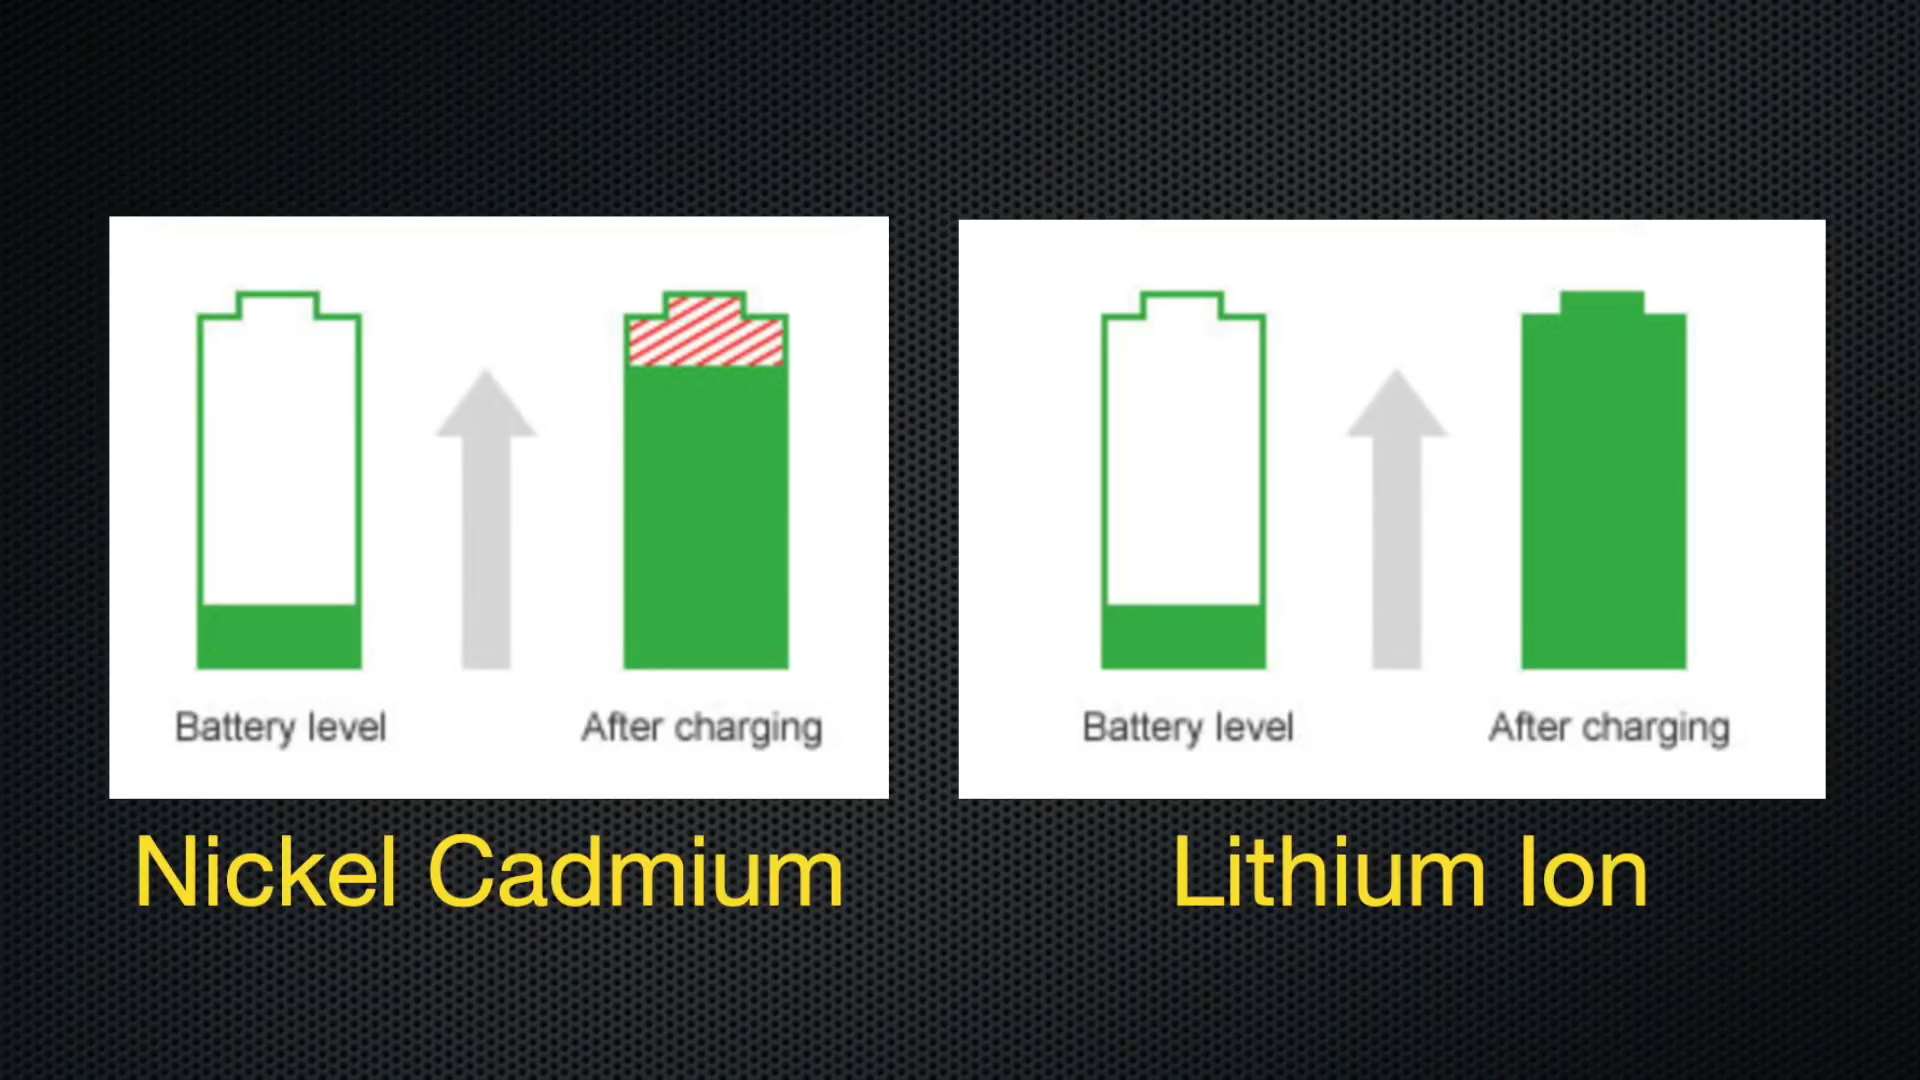 Battery level
After charging
Battery level
After charging
Nickel Cadmium
Lithium Ion